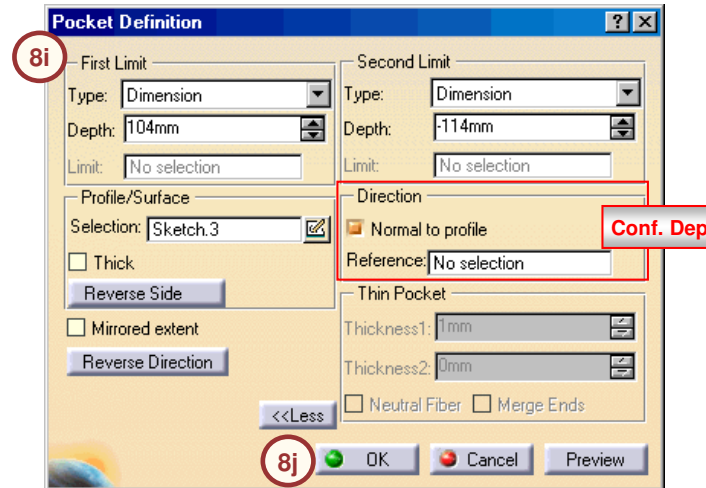 Pocket Definition
8i
First Limit
Type: Dimension
Depth: 104mm
Limit: No selection
Second Limit
Type: Dimension
Depth: -114mm
Limit: No selection
Profile/Surface
Selection: Sketch.3
Thick
Reverse Side
Direction
Normal to profile
Reference: No selection
Conf. Dep
Mirrored extent
Reverse Direction
Thin Pocket
Thickness1: 1mm
Thickness2: 0mm
Neutral Fiber Merge Ends
<<Less
8j
OK Cancel Preview